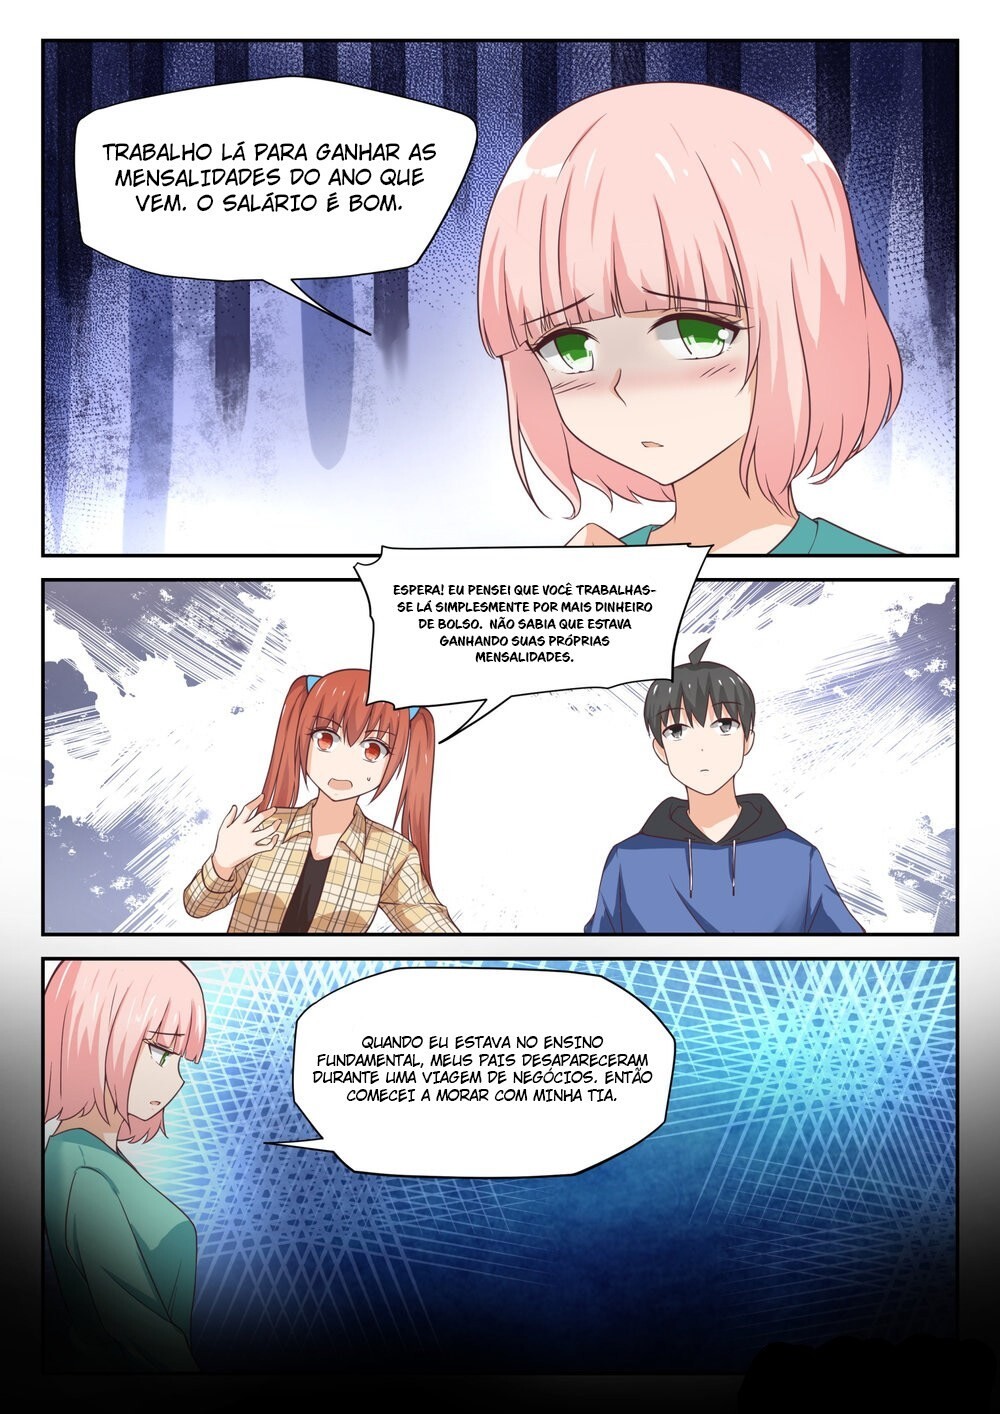 TRABALHO LÁ PARA GANHAR AS
MENSALIDADES DO ANO QUE
VEM. O SALÁRIO É BOM.
ESPERA! EU PENSEI QUE VOCÊ TRABALHAS-
SE LÁ SIMPLESMENTE POR MAIS DINHEIRO
DE BOLSO. NÃO SABIA QUE ESTAVA
GANHANDO SUAS PRÓPRIAS
MENSALIDADES.
QUANDO EU ESTAVA NO ENSINO
FUNDAMENTAL, MEUS PAIS DESAPARECERAM
DURANTE UMA VIAGEM DE NEGÓCIOS. ENTÃO
COMECEI A MORAR COM MINHA TIA.